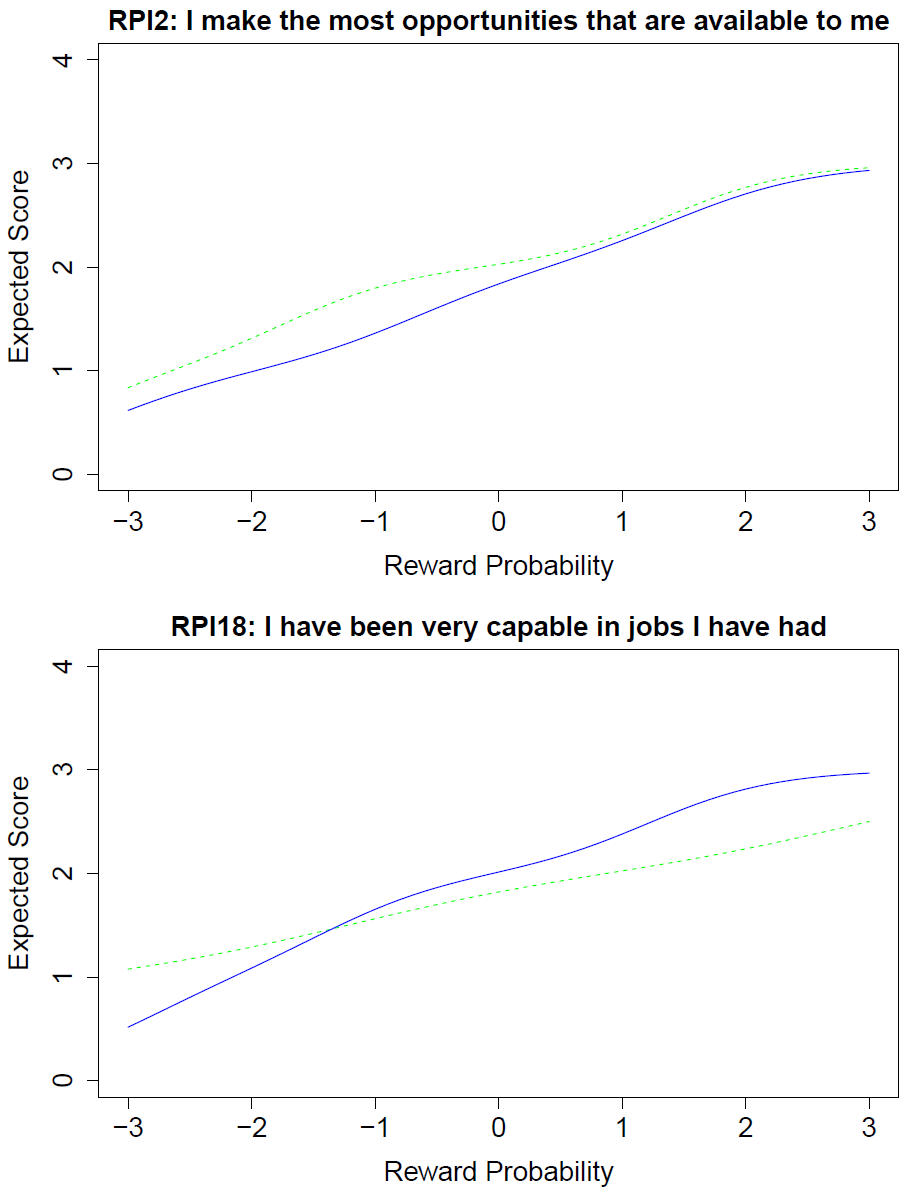 RPI2: I make the most opportunities that are available to me
Expected Score
4
3
2
1
0
−3 −2 −1 0 1 2 3
Reward Probability
RPI18: I have been very capable in jobs I have had
Expected Score
4
3
2
1
0
−3 −2 −1 0 1 2 3
Reward Probability